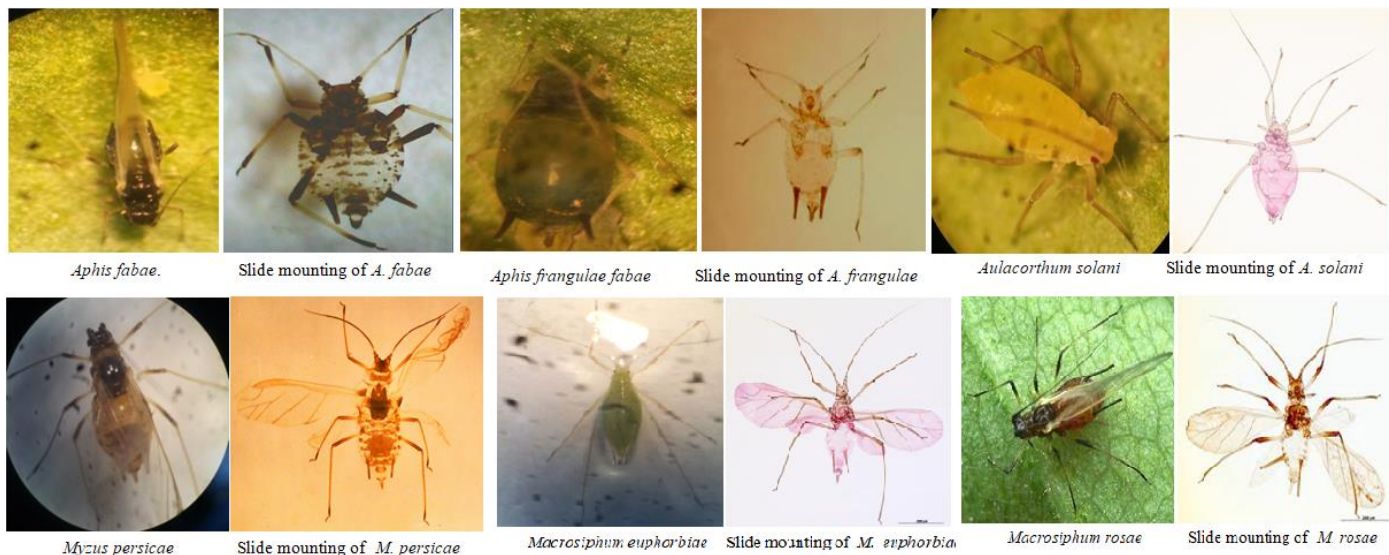 Aphis fabae.
Slide mounting of A. fabae
Aphis frangulae fabae
Slide mounting of A. frangulae
Aulacorthum solani
Slide mounting of A. solani
Myzus persicae
Slide mounting of M. persicae
Macrosiphum euphorbiae
Slide mounting of M. euphorbiae
Macrosiphum rosae
Slide mounting of M. rosae